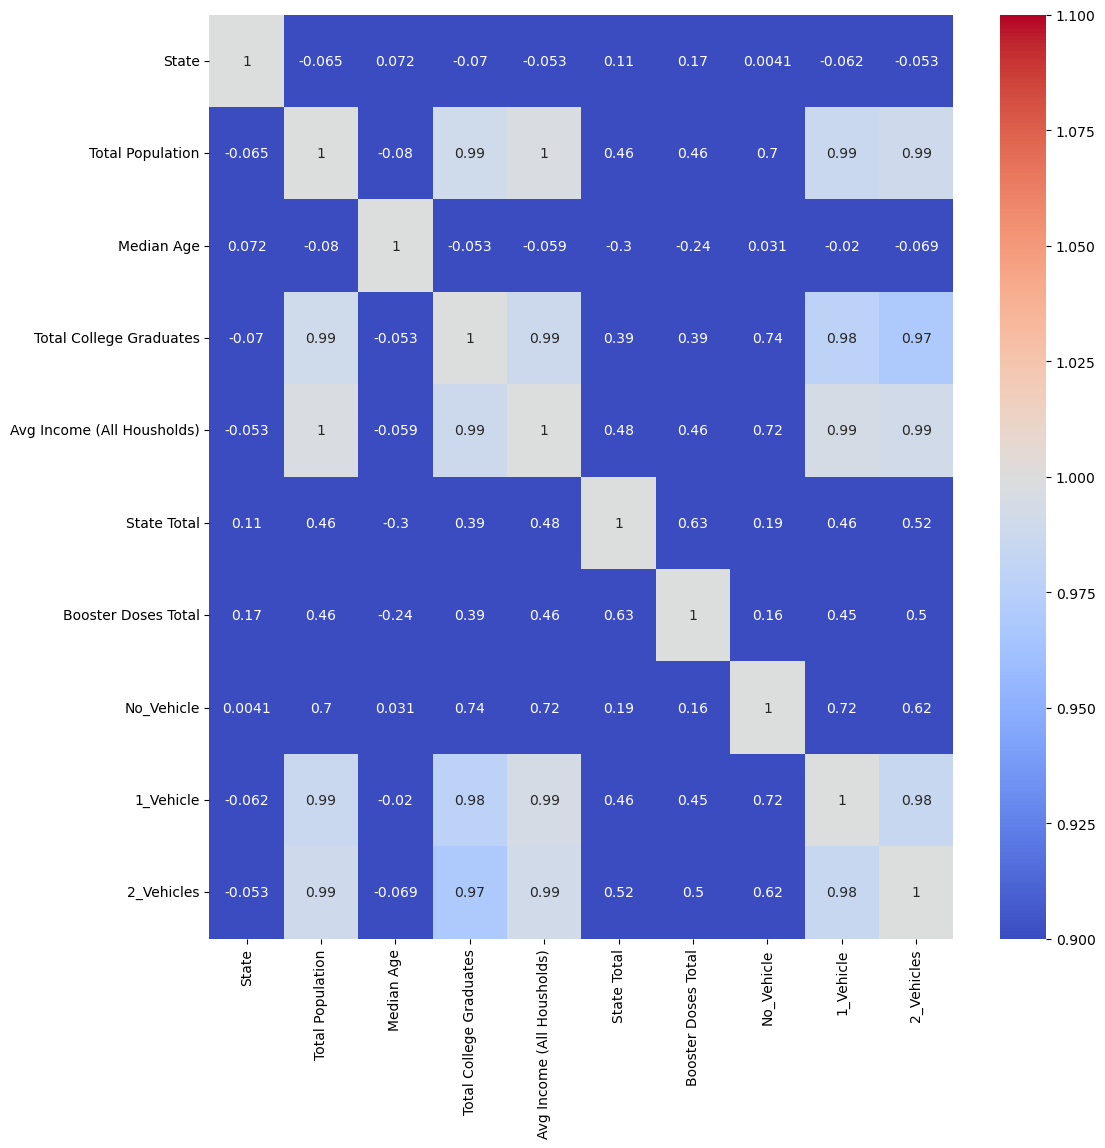 State 1 -0.065 0.072 -0.07 -0.053 0.11 0.17 0.0041 -0.062 -0.053
Total Population -0.065 1 -0.08 0.99 1 0.46 0.46 0.7 0.99 0.99
Median Age 0.072 -0.08 1 -0.053 -0.059 -0.3 -0.24 0.031 -0.02 -0.069
Total College Graduates -0.07 0.99 -0.053 1 0.99 0.39 0.39 0.74 0.98 0.97
Avg Income (All Housholds) -0.053 1 -0.059 0.99 1 0.48 0.46 0.72 0.99 0.99
State Total 0.11 0.46 -0.3 0.39 0.48 1 0.63 0.19 0.46 0.52
Booster Doses Total 0.17 0.46 -0.24 0.39 0.46 0.63 1 0.16 0.45 0.5
No_Vehicle 0.0041 0.7 0.031 0.74 0.72 0.19 0.16 1 0.72 0.62
1_Vehicle -0.062 0.99 -0.02 0.98 0.99 0.46 0.45 0.72 1 0.98
2_Vehicles -0.053 0.99 -0.069 0.97 0.99 0.52 0.5 0.62 0.98 1
State
Total Population
Median Age
Total College Graduates
Avg Income (All Housholds)
State Total
Booster Doses Total
No_Vehicle
1_Vehicle
2_Vehicles
1.100
1.075
1.050
1.025
1.000
0.975
0.950
0.925
0.900